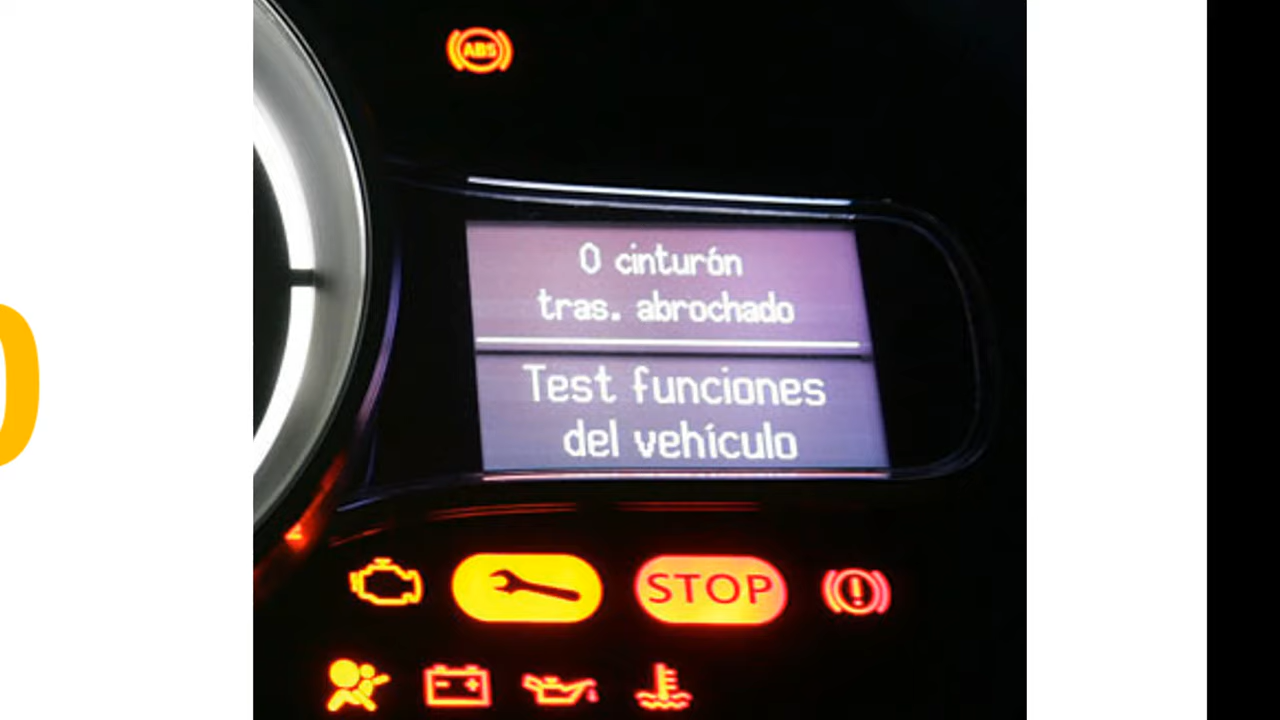 ABS
0 cinturón
tras. abrochado
Test funciones
del vehículo
STOP